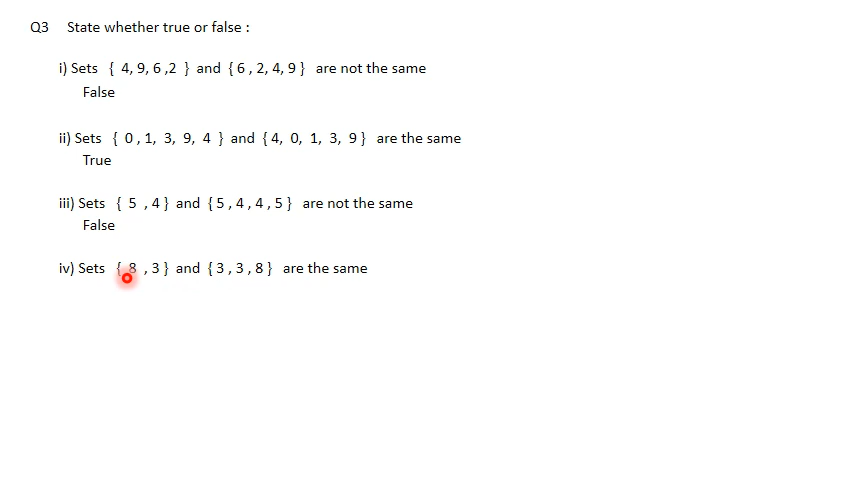 Q3 State whether true or false :
i) Sets { 4, 9, 6 ,2 } and { 6 , 2, 4, 9 } are not the same
False
ii) Sets { 0 , 1, 3, 9, 4 } and { 4, 0, 1, 3, 9 } are the same
True
iii) Sets { 5 , 4 } and { 5 , 4 , 4 , 5 } are not the same
False
iv) Sets { 8 , 3 } and { 3 , 3 , 8 } are the same